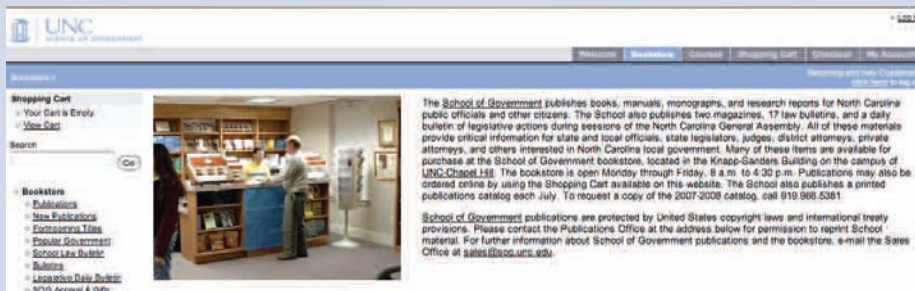 UNC
SCHOOL OF GOVERNMENT
Welcome
Bookstore
Courses
Shopping Cart
Checkout
My Account
Bookstore >
Returning and new Customer
click here to log
Shopping Cart
Your Cart is Empty
View Cart
Search
Go
Bookstore
Publications
New Publications
Forthcoming Titles
Popular Government
School Law Bulletin
Bulletins
Legislative Daily Bulletin
SOG Apparel & Gifts
The School of Government publishes books, manuals, monographs, and research reports for North Carolina
public officials and other citizens. The School also publishes two magazines, 17 law bulletins, and a daily
bulletin of legislative actions during sessions of the North Carolina General Assembly. All of these materials
provide critical information for state and local officials, state legislators, judges, district attorneys, private
attorneys, and others interested in North Carolina local government. Many of these items are available for
purchase at the School of Government bookstore, located in the Knapp-Sanders Building on the campus of
UNC-Chapel Hill. The bookstore is open Monday through Friday, 8 a.m. to 4:30 p.m. Publications may also be
ordered online by using the Shopping Cart available on this website. The School also publishes a printed
publications catalog each July. To request a copy of the 2007-2008 catalog, call 919.966.5381.
School of Government publications are protected by United States copyright laws and international treaty
provisions. Please contact the Publications Office at the address below for permission to reprint School
material. For further information about School of Government publications and the bookstore, e-mail the Sales
Office at sales@sog.unc.edu.